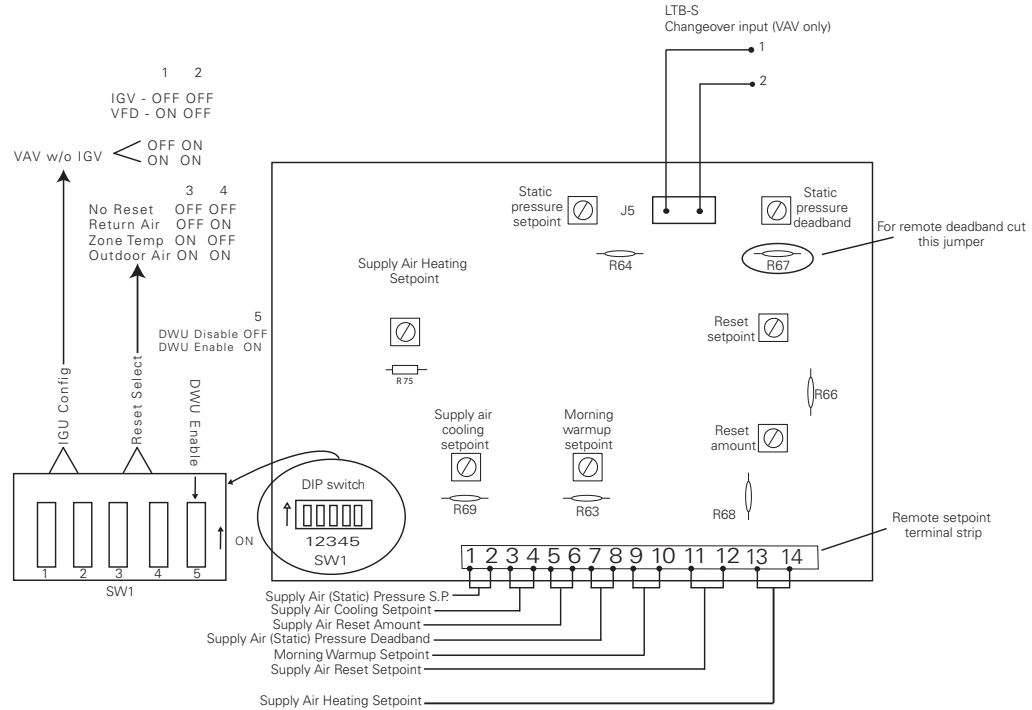 LTB-S
Changeover input (VAV only)
1
2
1 2
IGV - OFF OFF
VFD - ON OFF
VAV w/o IGV
OFF ON
ON ON
3 4
No Reset OFF OFF
Return Air OFF ON
Zone Temp ON OFF
Outdoor Air ON ON
5
DWU Disable OFF
DWU Enable ON
IGU Config
Reset Select
DWU Enable
1 2 3 4 5
ON
SW1
DIP switch
12345
SW1
Static
pressure
setpoint
J5
Static
pressure
deadband
R64
R67
For remote deadband cut
this jumper
Supply Air Heating
Setpoint
R75
Reset
setpoint
R66
Supply air
cooling
setpoint
R69
Morning
warmup
setpoint
R63
Reset
amount
R68
Remote setpoint
terminal strip
1 2 3 4 5 6 7 8 9 10 11 12 13 14
Supply Air (Static) Pressure S.P.
Supply Air Cooling Setpoint
Supply Air Reset Amount
Supply Air (Static) Pressure Deadband
Morning Warmup Setpoint
Supply Air Reset Setpoint
Supply Air Heating Setpoint